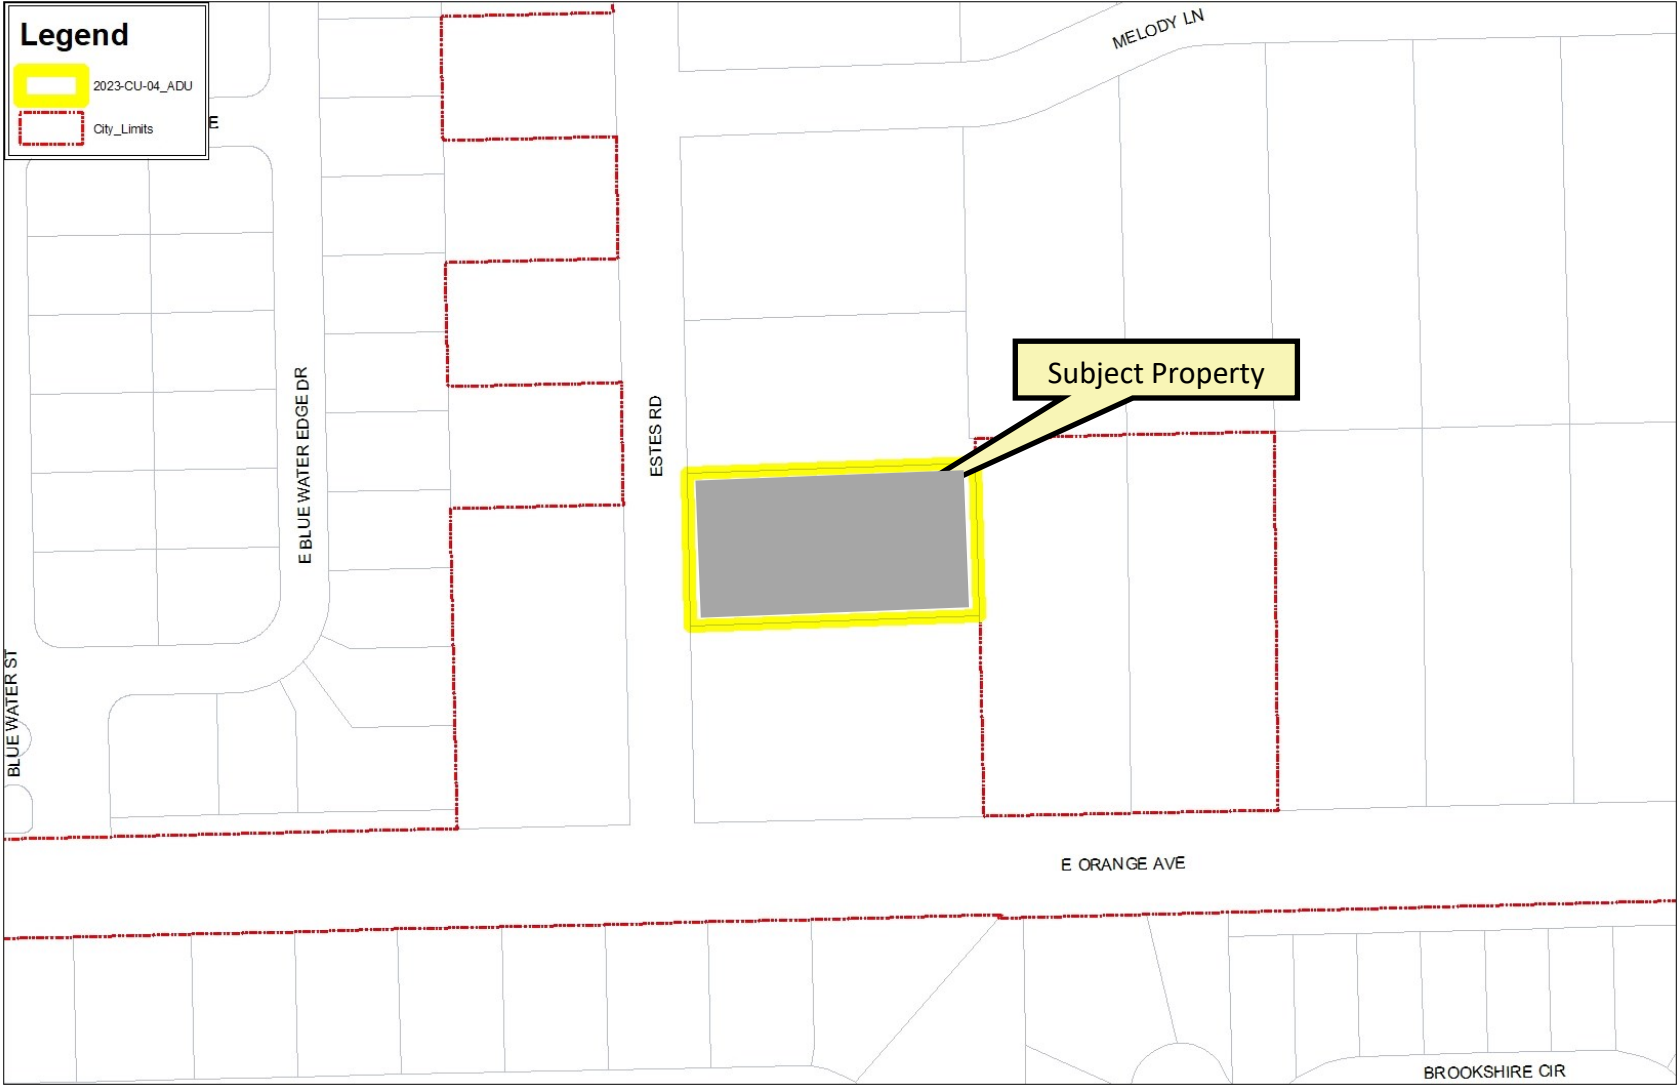 Legend
2023-CU-04_ADU
City_Limits
E
MELODY LN
Subject Property
ESTES RD
E BLUE WATER EDGE DR
BLUE WATER ST
E ORANGE AVE
BROOKSHIRE CIR